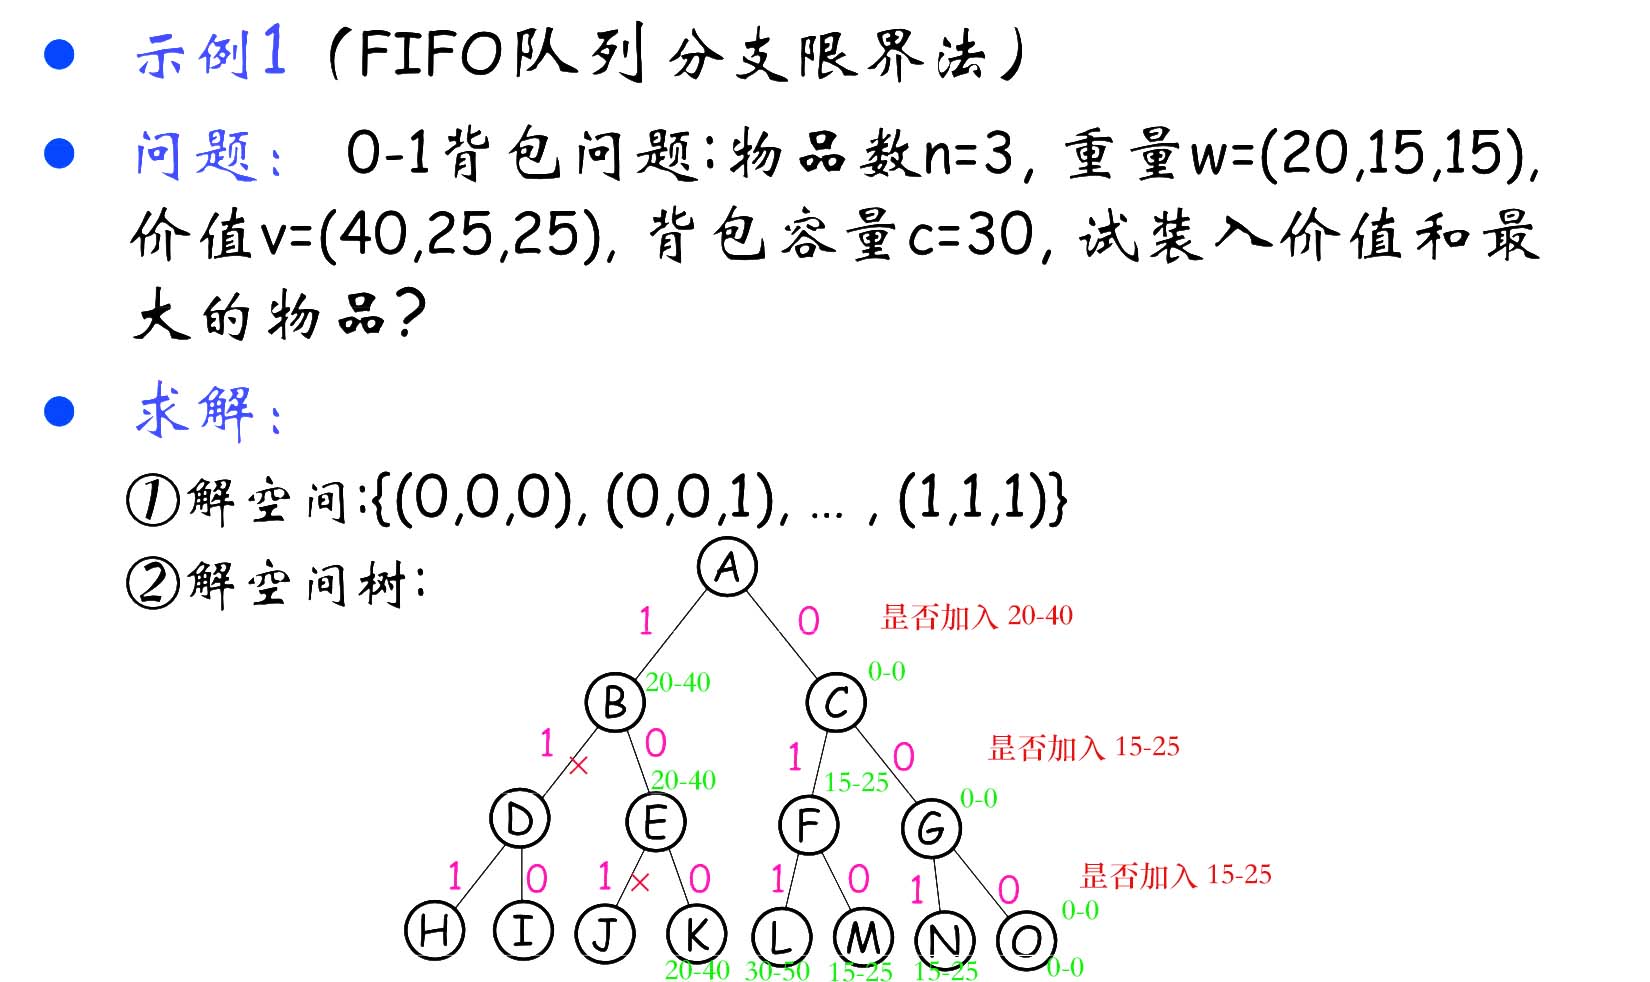 示例1（FIFO队列分支限界法）
问题： 0-1背包问题:物品数n=3, 重量w=(20,15,15),
价值v=(40,25,25), 背包容量c=30, 试装入价值和最
大的物品?
求解：
①解空间:{(0,0,0), (0,0,1), ... , (1,1,1)}
②解空间树:
A
1 0 是否加入 20-40
20-40 0-0
B C
1 × 0 1 0 是否加入 15-25
20-40 15-25 0-0
D E F G
1 0 1 × 0 1 0 1 0 是否加入 15-25
0-0
H I J K L M N O
20-40 30-50 15-25 15-25 0-0